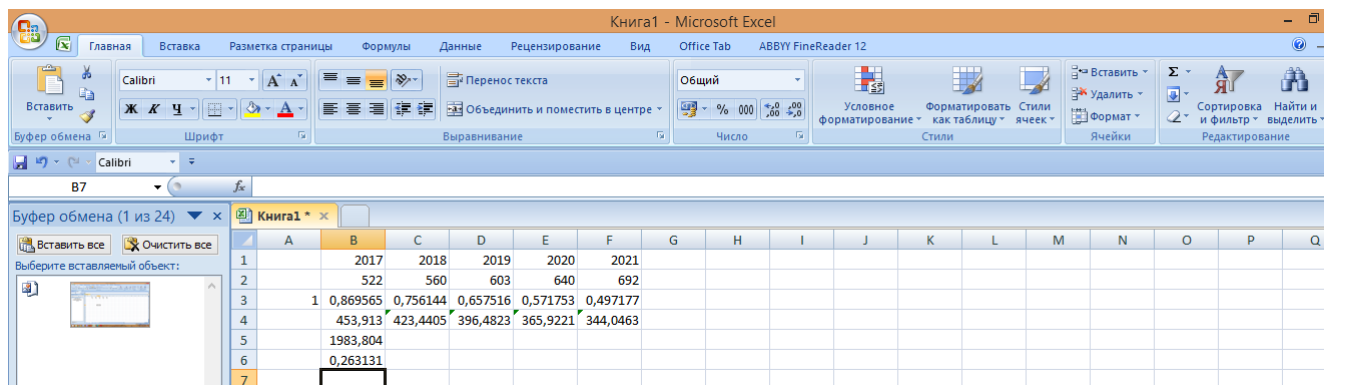 Книга1 - Microsoft Excel
Главная Вставка Разметка страницы Формулы Данные Рецензирование Вид Office Tab ABBYY FineReader 12
Вставить
Calibri 11
Ж К Ч
Перенос текста
Объединить и поместить в центре
Общий
% 000
Условное форматирование
Форматировать как таблицу
Стили ячеек
Вставить
Удалить
Формат
Σ
Сортировка и фильтр
Найти и выделить
Буфер обмена Шрифт Выравнивание Число Стили Ячейки Редактирование
Calibri
B7 fx
Буфер обмена (1 из 24)
Книга1 *
Вставить все Очистить все
Выберите вставляемый объект:
A B C D E F G H I J K L M N O P Q
1 2017 2018 2019 2020 2021
2 522 560 603 640 692
3 1 0,869565 0,756144 0,657516 0,571753 0,497177
4 453,913 423,4405 396,4823 365,9221 344,0463
5 1983,804
6 0,263131
7